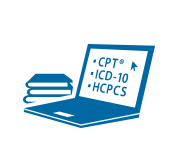 • CPT®
• ICD-10
• HCPCS